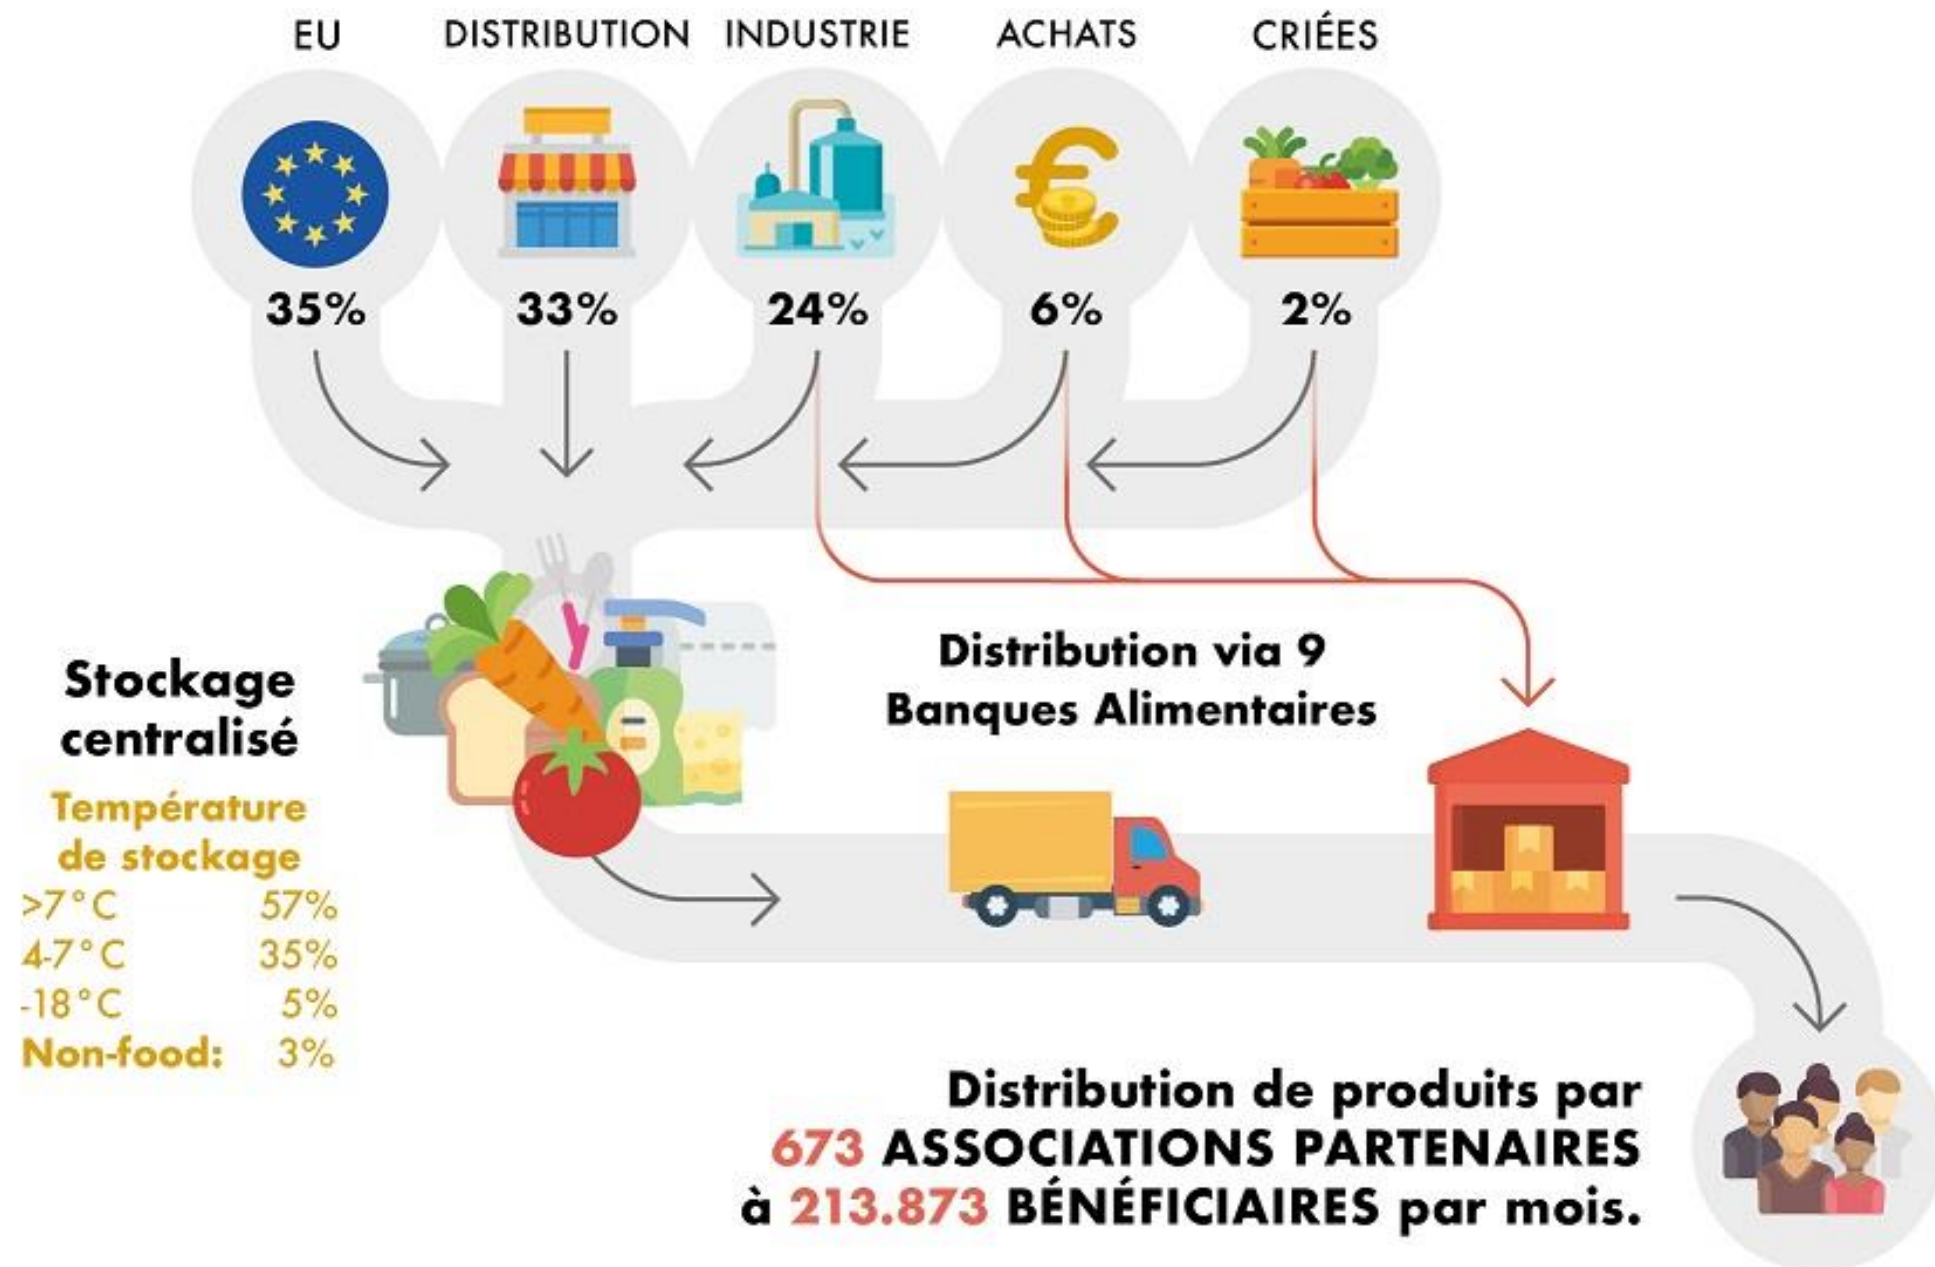 EU
DISTRIBUTION
INDUSTRIE
ACHATS
CRIÉES
35%
33%
24%
6%
2%
Stockage
centralisé
Température
de stockage
>7°C 57%
4-7°C 35%
-18°C 5%
Non-food: 3%
Distribution via 9
Banques Alimentaires
Distribution de produits par
673 ASSOCIATIONS PARTENAIRES
à 213.873 BÉNÉFICIAIRES par mois.